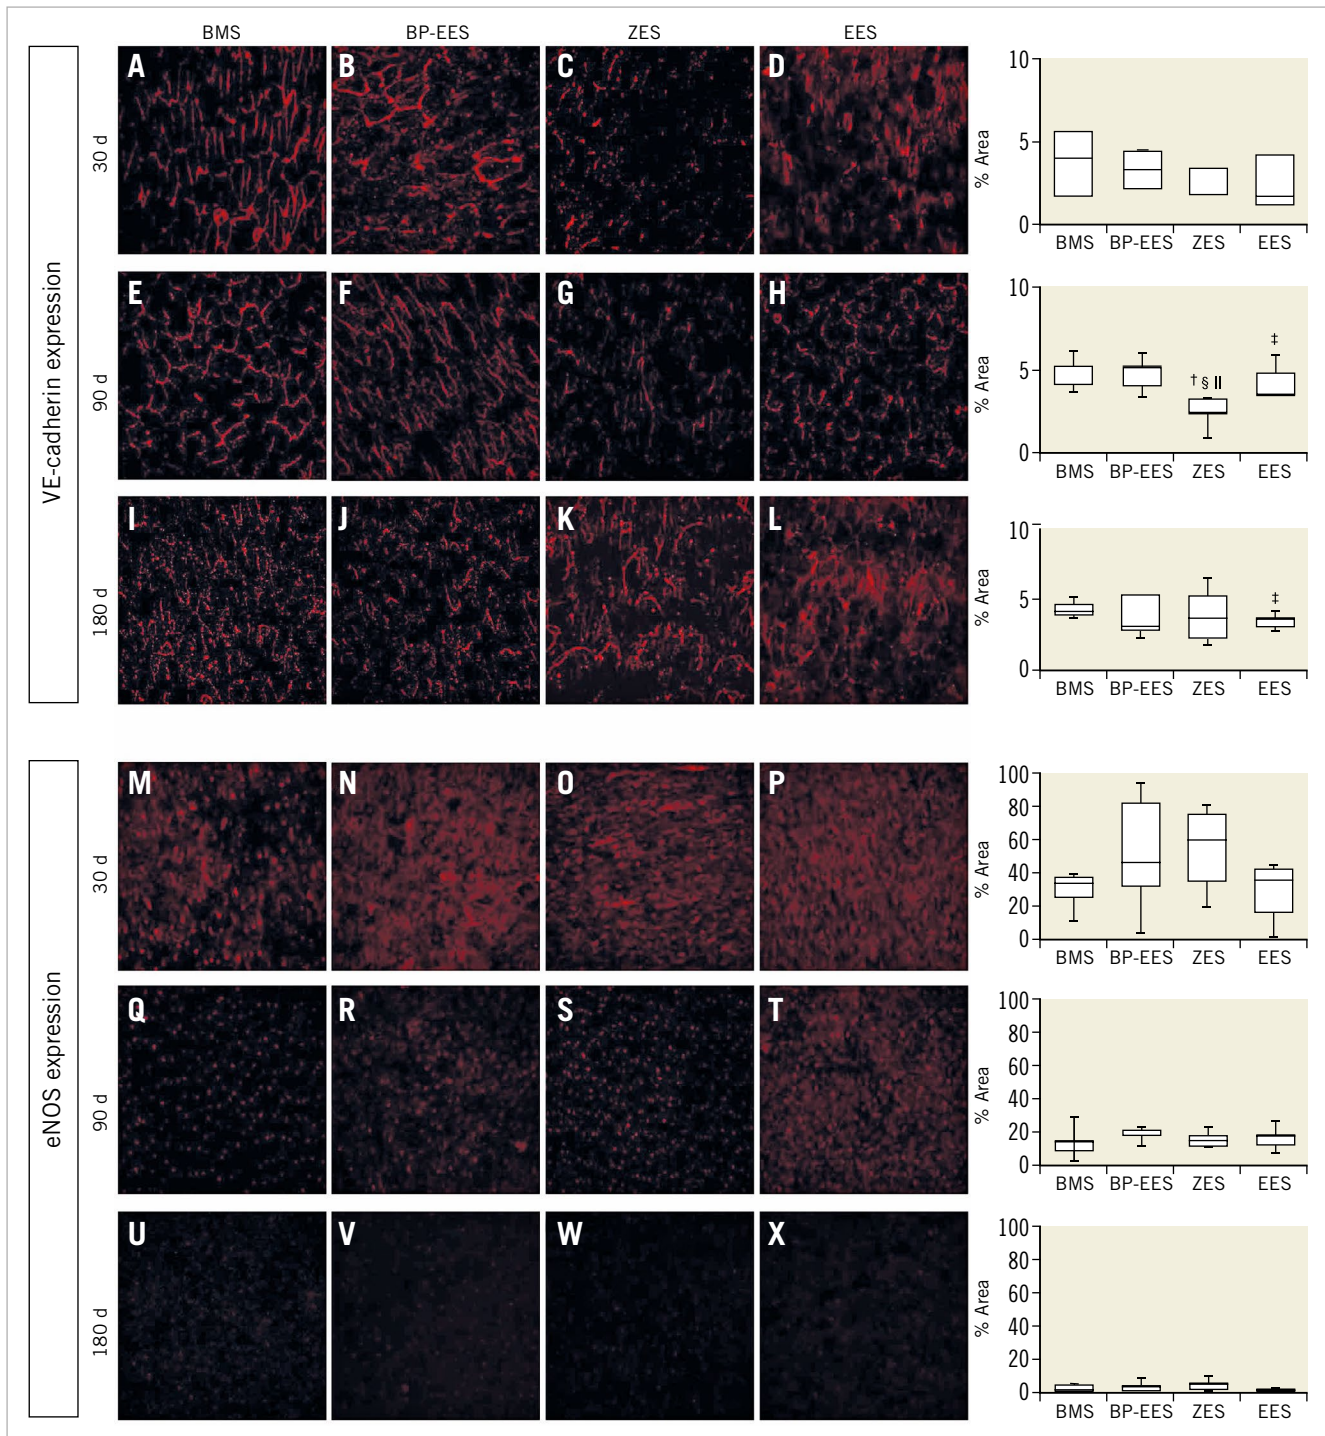 BMS BP-EES ZES EES
VE-cadherin expression
30 d
A B C D
% Area
10
5
0
BMS BP-EES ZES EES
90 d
E F G H
% Area
10
5
0
† § || ‡
BMS BP-EES ZES EES
180 d
I J K L
% Area
10
5
0
‡
BMS BP-EES ZES EES
eNOS expression
30 d
M N O P
% Area
100
80
60
40
20
0
BMS BP-EES ZES EES
90 d
Q R S T
% Area
100
80
60
40
20
0
BMS BP-EES ZES EES
180 d
U V W X
% Area
100
80
60
40
20
0
BMS BP-EES ZES EES